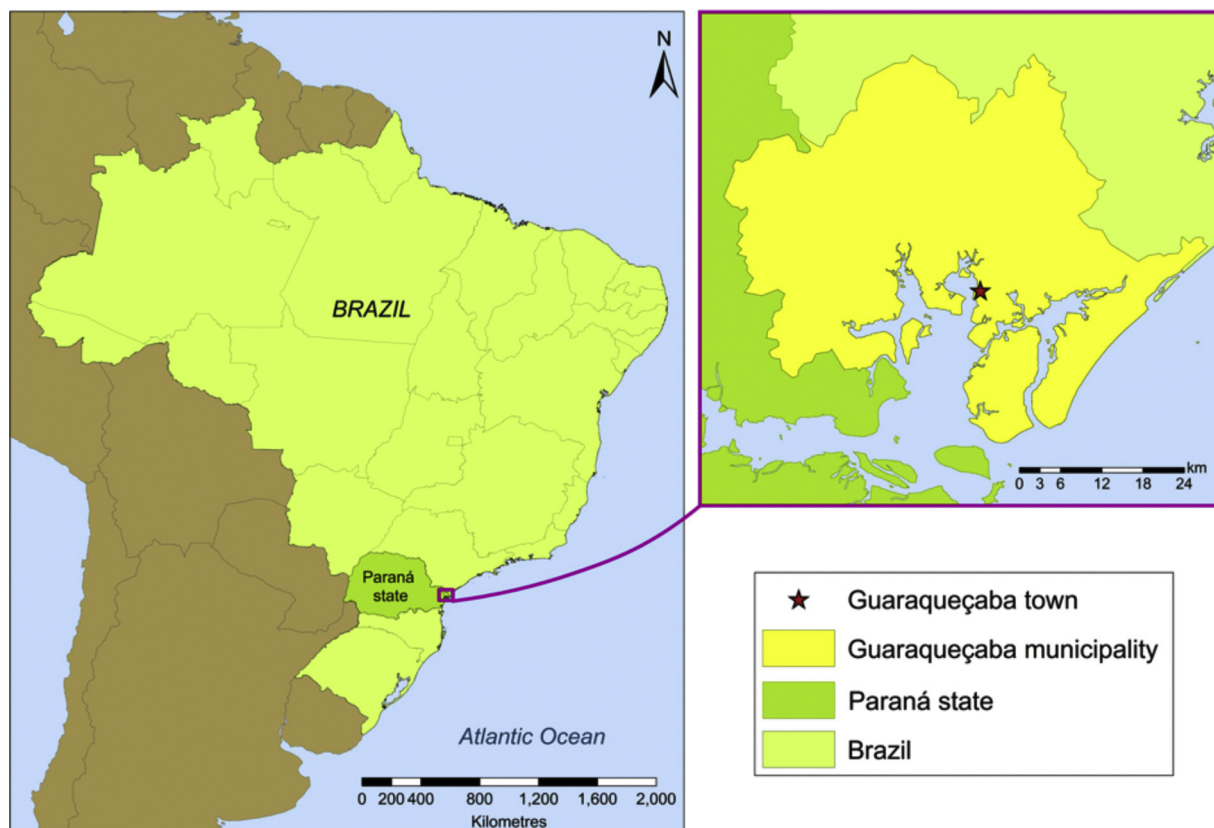 N
BRAZIL
Paraná
state
Atlantic Ocean
0 200 400 800 1,200 1,600 2,000
Kilometres
km
0 3 6 12 18 24
Guaraqueçaba town
Guaraqueçaba municipality
Paraná state
Brazil